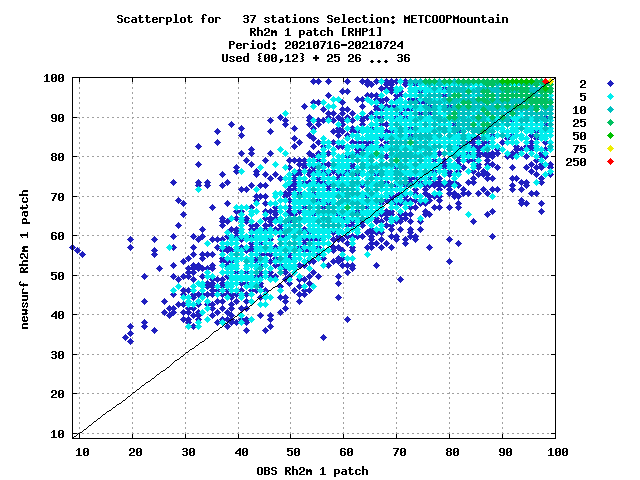 Scatterplot for   37 stations Selection: METCOOPMountain
Rh2m 1 patch [RHP1]
Period: 20210716-20210724
Used {00,12} + 25 26 ... 36
100
90
80
70
60
50
40
30
20
10
newsurf Rh2m 1 patch
10 20 30 40 50 60 70 80 90 100
OBS Rh2m 1 patch
2
5
10
25
50
75
250